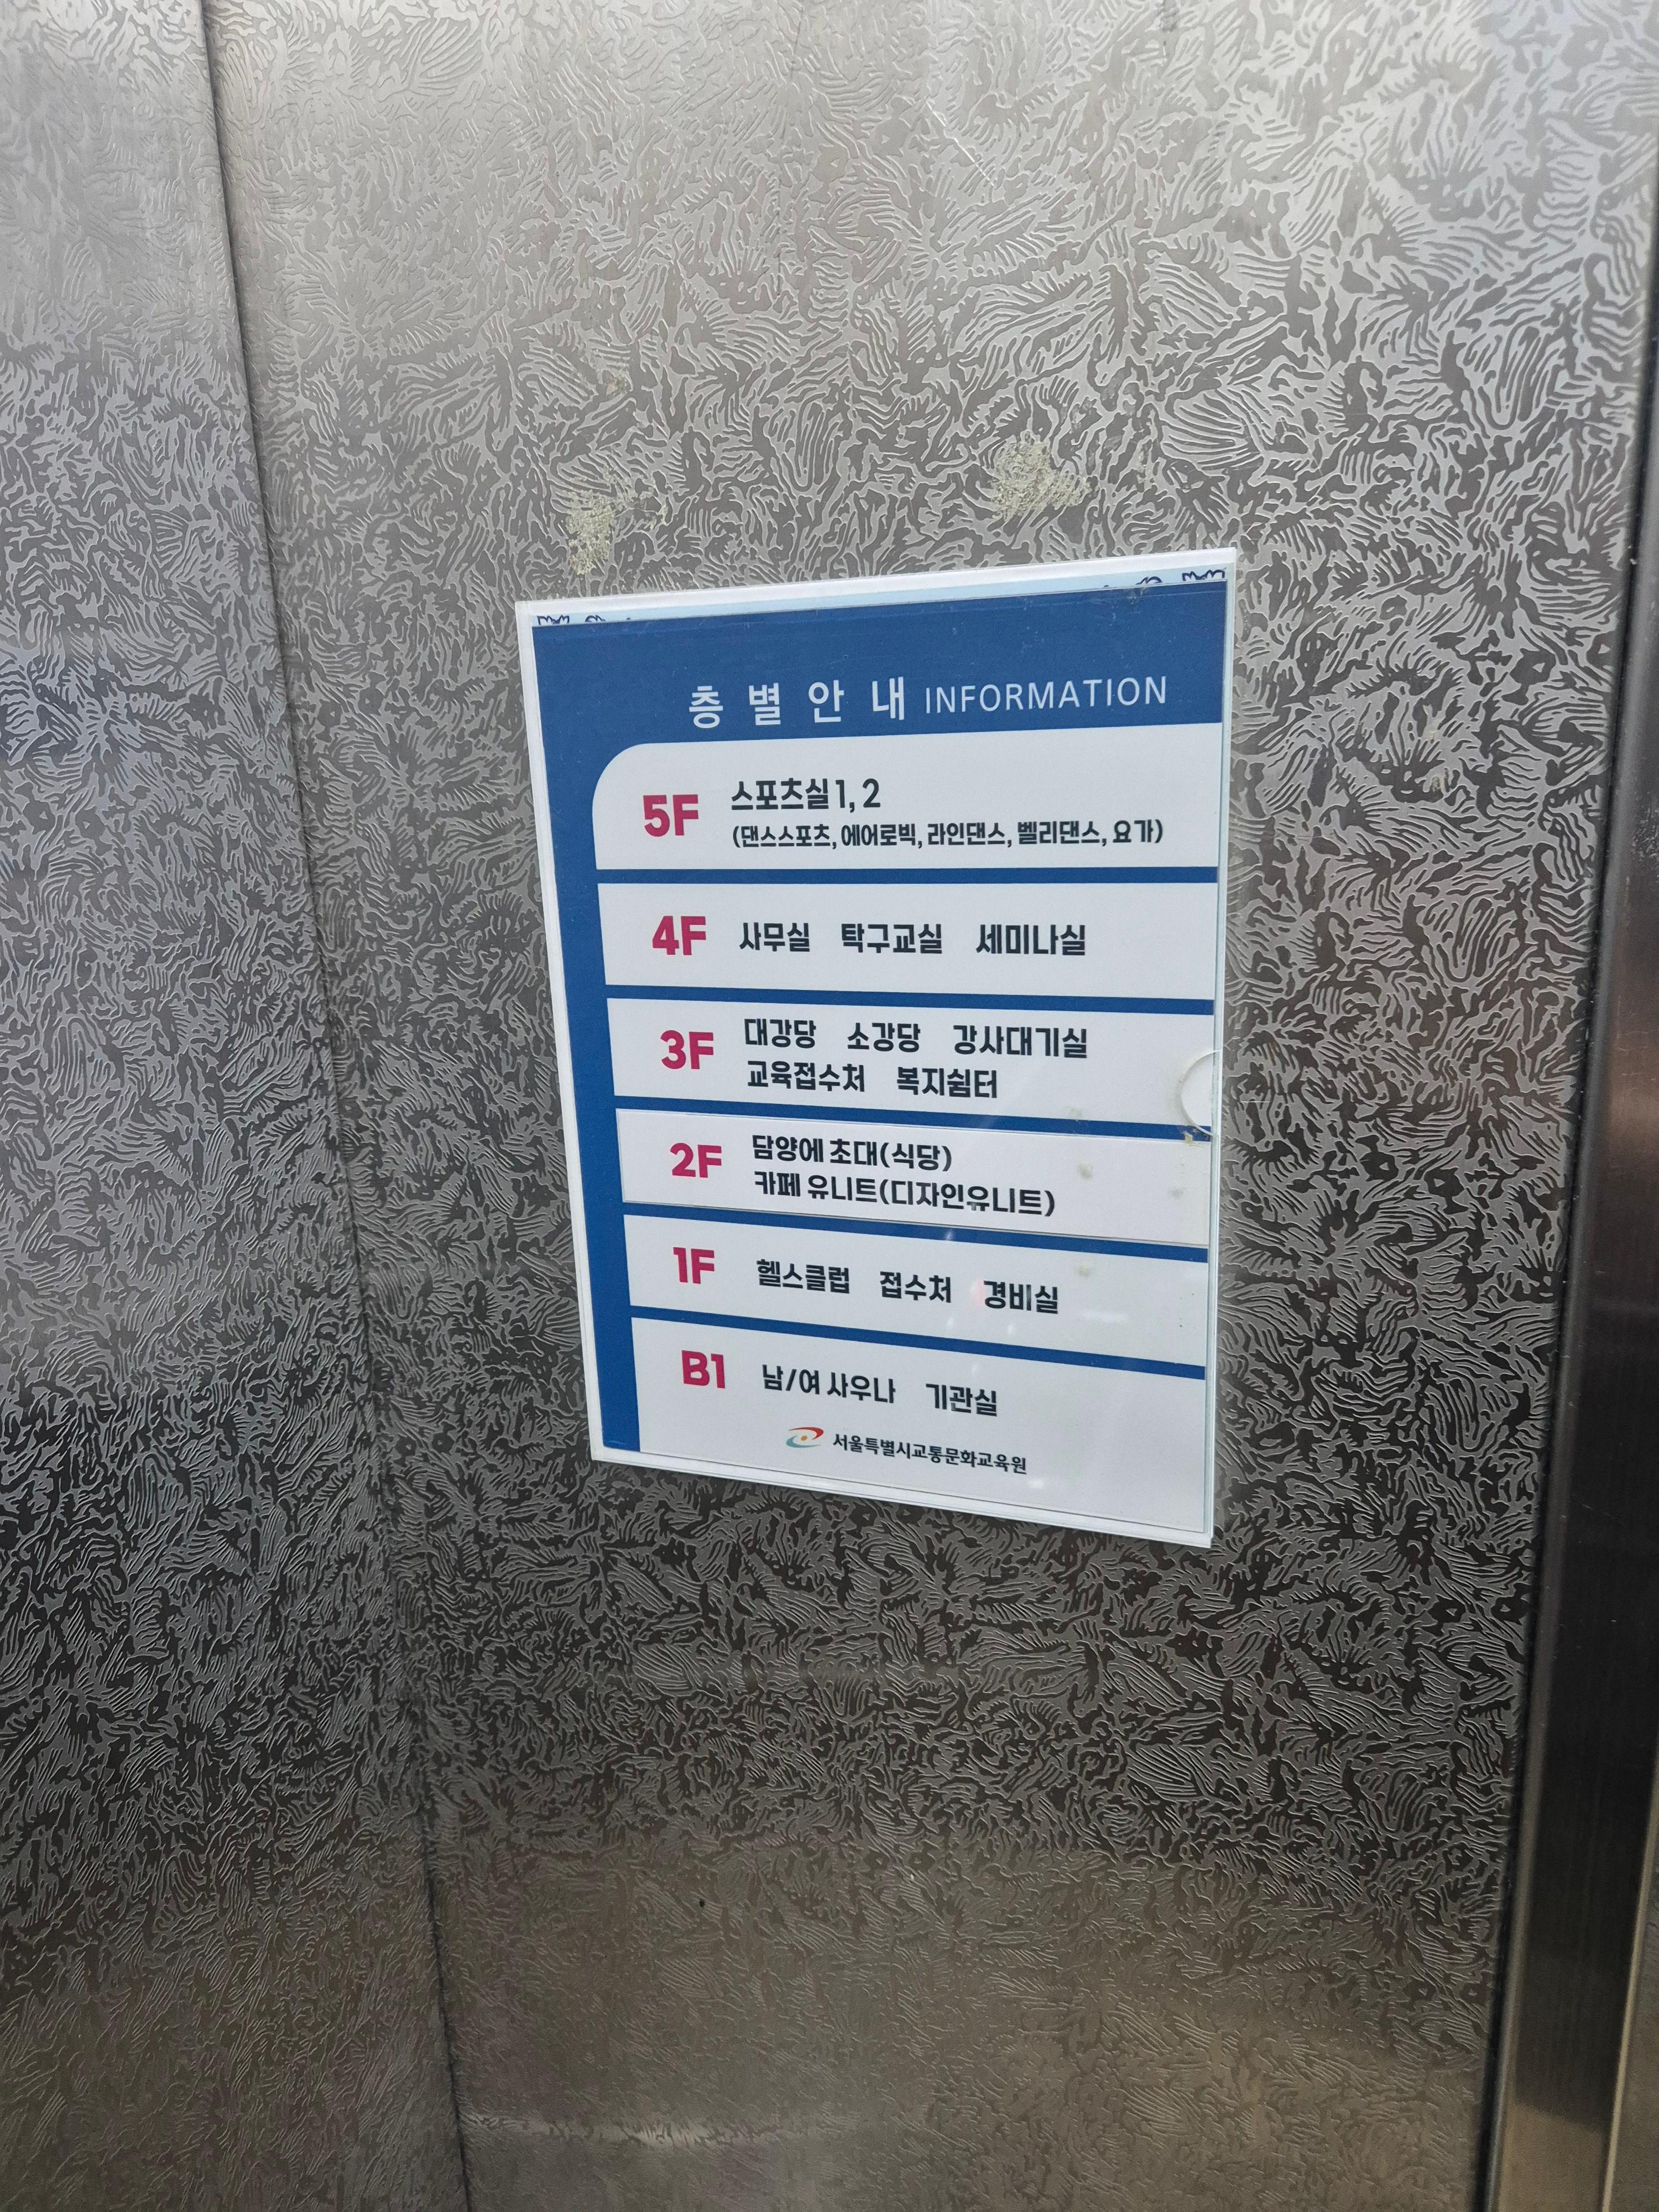 층별안내 INFORMATION
5F 스포츠실 1, 2
(댄스스포츠, 에어로빅, 라인댄스, 벨리댄스, 요가)
4F 사무실 탁구교실 세미나실
3F 대강당 소강당 강사대기실
교육접수처 복지쉼터
2F 담양에 초대(식당)
카페 유니트(디자인유니트)
1F 헬스클럽 접수처 경비실
B1 남/여 사우나 기관실
서울특별시교통문화교육원